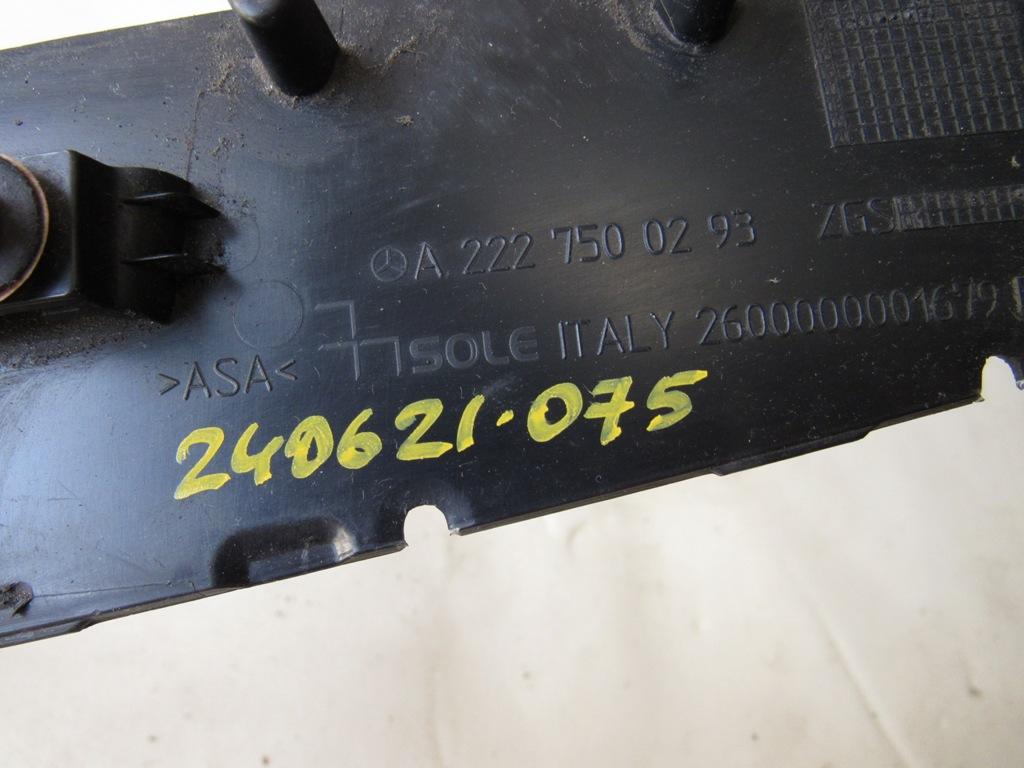 A 222 750 02 93 ZGS
SOLE ITALY 2600000001679
>ASA<
240621-075